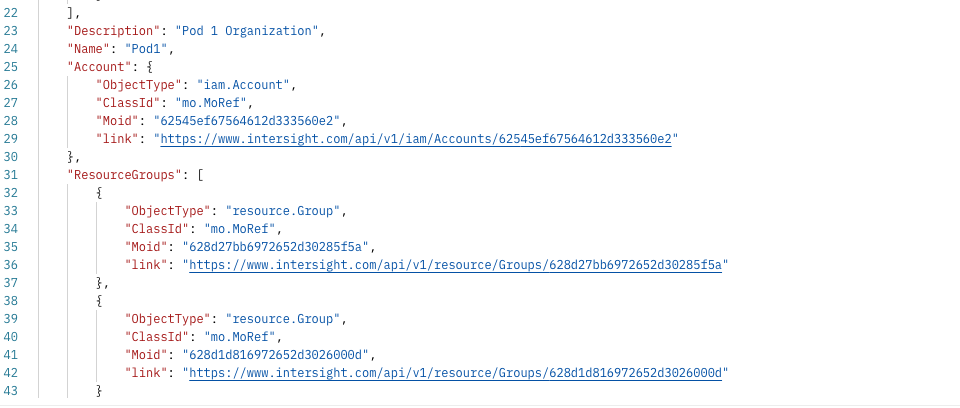 22 ],
23 "Description": "Pod 1 Organization",
24 "Name": "Pod1",
25 "Account": {
26 "ObjectType": "iam.Account",
27 "ClassId": "mo.MoRef",
28 "Moid": "62545ef67564612d333560e2",
29 "link": "https://www.intersight.com/api/v1/iam/Accounts/62545ef67564612d333560e2"
30 },
31 "ResourceGroups": [
32 {
33 "ObjectType": "resource.Group",
34 "ClassId": "mo.MoRef",
35 "Moid": "628d27bb6972652d30285f5a",
36 "link": "https://www.intersight.com/api/v1/resource/Groups/628d27bb6972652d30285f5a"
37 },
38 {
39 "ObjectType": "resource.Group",
40 "ClassId": "mo.MoRef",
41 "Moid": "628d1d816972652d3026000d",
42 "link": "https://www.intersight.com/api/v1/resource/Groups/628d1d816972652d3026000d"
43 }